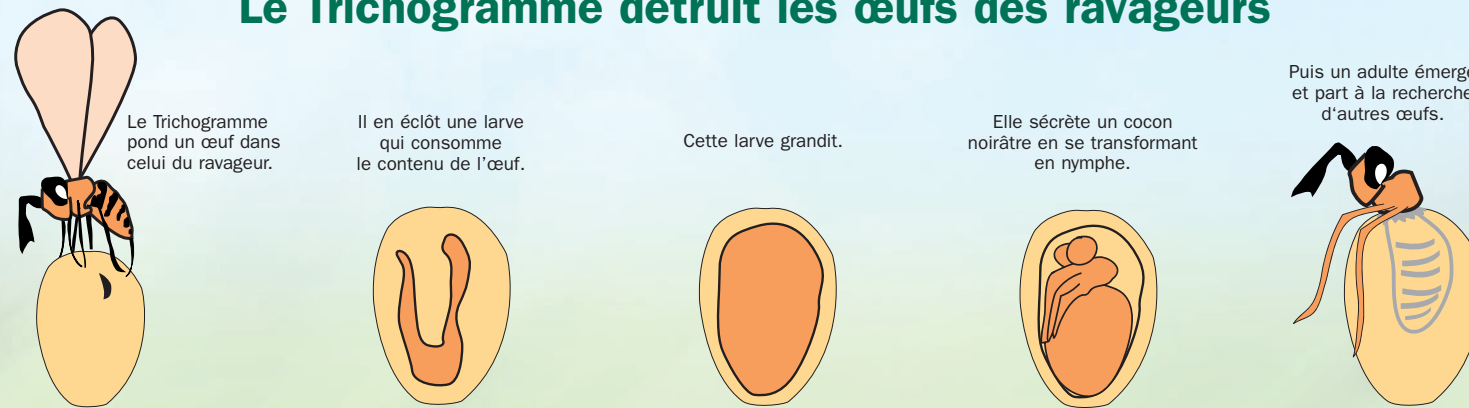 Le Trichogramme détruit les œufs des ravageurs
Le Trichogramme
pond un œuf dans
celui du ravageur.
Il en éclôt une larve
qui consomme
le contenu de l’œuf.
Cette larve grandit.
Elle sécrète un cocon
noirâtre en se transformant
en nymphe.
Puis un adulte émerge
et part à la recherche
d‘autres œufs.